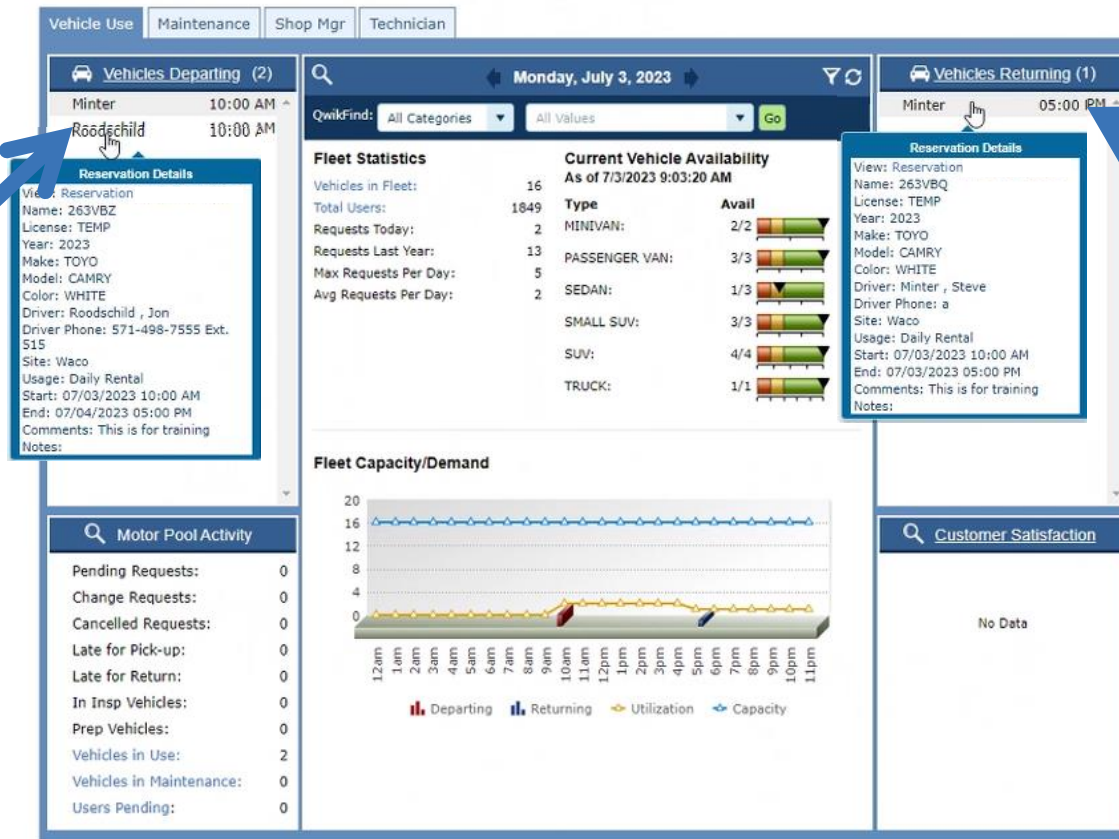 Vehicle Use Maintenance Shop Mgr Technician
Vehicles Departing (2)
Minter 10:00 AM
Roodschild 10:00 AM
Reservation Details
View: Reservation
Name: 263VBZ
License: TEMP
Year: 2023
Make: TOYO
Model: CAMRY
Color: WHITE
Driver: Roodschild , Jon
Driver Phone: 571-498-7555 Ext.
515
Site: Waco
Usage: Daily Rental
Start: 07/03/2023 10:00 AM
End: 07/04/2023 05:00 PM
Comments: This is for training
Notes:
Monday, July 3, 2023
QwikFind: All Categories All Values Go
Fleet Statistics
Vehicles in Fleet: 16
Total Users: 1849
Requests Today: 2
Requests Last Year: 13
Max Requests Per Day: 5
Avg Requests Per Day: 2
Current Vehicle Availability
As of 7/3/2023 9:03:20 AM
Type Avail
MINIVAN: 2/2
PASSENGER VAN: 3/3
SEDAN: 1/3
SMALL SUV: 3/3
SUV: 4/4
TRUCK: 1/1
Vehicles Returning (1)
Minter 05:00 PM
Reservation Details
View: Reservation
Name: 263VBQ
License: TEMP
Year: 2023
Make: TOYO
Model: CAMRY
Color: WHITE
Driver: Minter , Steve
Driver Phone: a
Site: Waco
Usage: Daily Rental
Start: 07/03/2023 10:00 AM
End: 07/03/2023 05:00 PM
Comments: This is for training
Notes:
Fleet Capacity/Demand
20
16
12
8
4
0
12am 1am 2am 3am 4am 5am 6am 7am 8am 9am 10am 11am 12pm 1pm 2pm 3pm 4pm 5pm 6pm 7pm 8pm 9pm 10pm 11pm
Departing Returning Utilization Capacity
Motor Pool Activity
Pending Requests: 0
Change Requests: 0
Cancelled Requests: 0
Late for Pick-up: 0
Late for Return: 0
In Insp Vehicles: 0
Prep Vehicles: 0
Vehicles in Use: 2
Vehicles in Maintenance: 0
Users Pending: 0
Customer Satisfaction
No Data